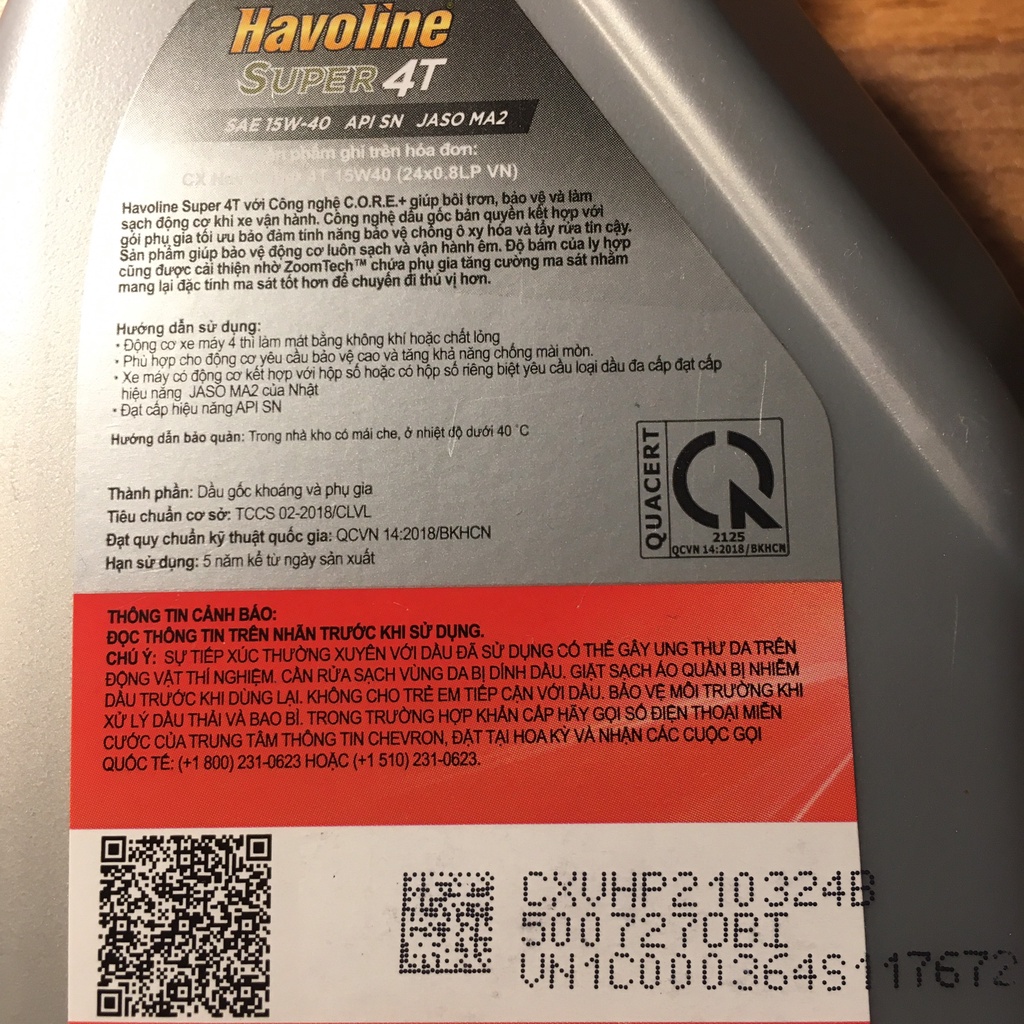 Havoline
SUPER 4T
SAE 15W-40 API SN JASO MA2
phẩm ghi trên hóa đơn:
CX 4T 15W40 (24x0.8LP VN)
Havoline Super 4T với Công nghệ C.O.R.E.+ giúp bôi trơn, bảo vệ và làm
sạch động cơ khi xe vận hành. Công nghệ dầu gốc bản quyền kết hợp với
gói phụ gia tối ưu bảo đảm tính năng bảo vệ chống ô xy hóa và tẩy rửa tin cậy.
Sản phẩm giúp bảo vệ động cơ luôn sạch và vận hành êm. Độ bám của ly hợp
cũng được cải thiện nhờ ZoomTech™ chứa phụ gia tăng cường ma sát nhằm
mang lại đặc tính ma sát tốt hơn để chuyến đi thú vị hơn.
Hướng dẫn sử dụng:
• Động cơ xe máy 4 thì làm mát bằng không khí hoặc chất lỏng
• Phù hợp cho động cơ yêu cầu bảo vệ cao và tăng khả năng chống mài mòn.
• Xe máy có động cơ kết hợp với hộp số hoặc có hộp số riêng biệt yêu cầu loại dầu đa cấp đạt cấp
hiệu năng JASO MA2 của Nhật
• Đạt cấp hiệu năng API SN
Hướng dẫn bảo quản: Trong nhà kho có mái che, ở nhiệt độ dưới 40 °C
Thành phần: Dầu gốc khoáng và phụ gia
Tiêu chuẩn cơ sở: TCCS 02-2018/CLVL
Đạt quy chuẩn kỹ thuật quốc gia: QCVN 14:2018/BKHCN
Hạn sử dụng: 5 năm kể từ ngày sản xuất
QUACERT
2125
QCVN 14:2018/BKHCN
THÔNG TIN CẢNH BÁO:
ĐỌC THÔNG TIN TRÊN NHÃN TRƯỚC KHI SỬ DỤNG.
CHÚ Ý: SỰ TIẾP XÚC THƯỜNG XUYÊN VỚI DẦU ĐÃ SỬ DỤNG CÓ THỂ GÂY UNG THƯ DA TRÊN
ĐỘNG VẬT THÍ NGHIỆM. CẦN RỬA SẠCH VÙNG DA BỊ DÍNH DẦU. GIẶT SẠCH ÁO QUẦN BỊ NHIỄM
DẦU TRƯỚC KHI DÙNG LẠI. KHÔNG CHO TRẺ EM TIẾP CẬN VỚI DẦU. BẢO VỆ MÔI TRƯỜNG KHI
XỬ LÝ DẦU THẢI VÀ BAO BÌ. TRONG TRƯỜNG HỢP KHẨN CẤP HÃY GỌI SỐ ĐIỆN THOẠI MIỄN
CƯỚC CỦA TRUNG TÂM THÔNG TIN CHEVRON, ĐẶT TẠI HOA KỲ VÀ NHẬN CÁC CUỘC GỌI
QUỐC TẾ: (+1 800) 231-0623 HOẶC (+1 510) 231-0623.
CXVHP210324B
5007270BI
VN1C000364S117672